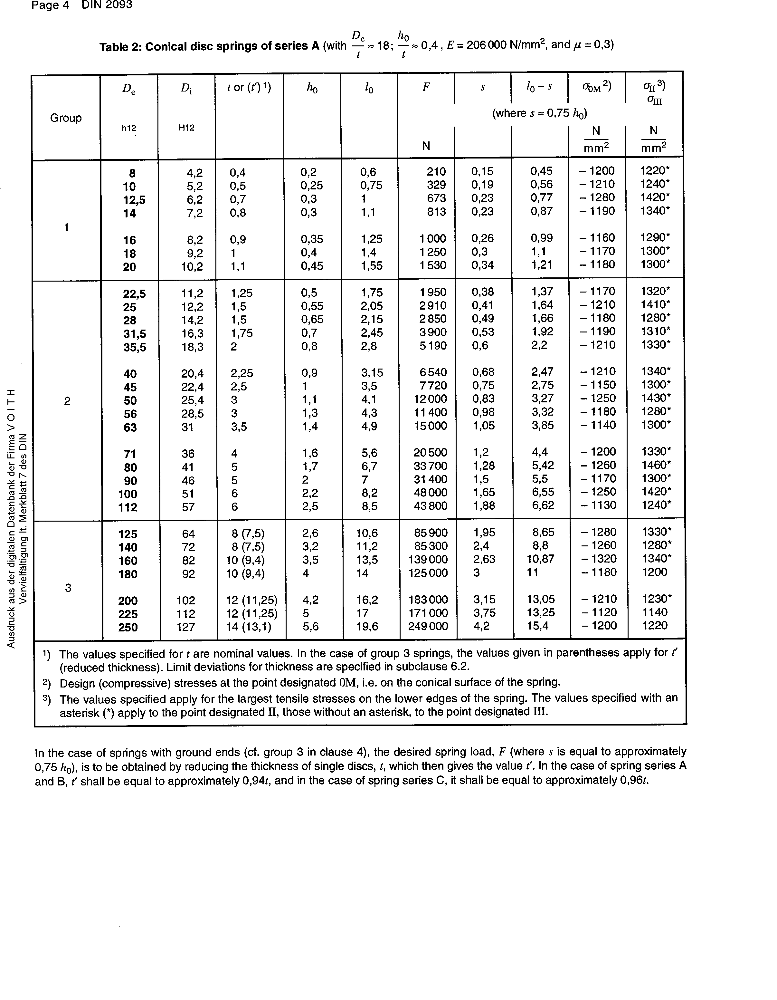 Page 4 DIN 2093
Table 2: Conical disc springs of series A (with De/t ≈ 18; h0/t ≈ 0,4 , E = 206 000 N/mm², and μ = 0,3)
Group De Di t or (t′) ¹) h0 l0 F s l0 – s σ0M ²) σII ³)
σIII
(where s ≈ 0,75 h0)
h12 H12 N N/mm² N/mm²
8 4,2 0,4 0,2 0,6 210 0,15 0,45 – 1200 1220*
10 5,2 0,5 0,25 0,75 329 0,19 0,56 – 1210 1240*
12,5 6,2 0,7 0,3 1 673 0,23 0,77 – 1280 1420*
14 7,2 0,8 0,3 1,1 813 0,23 0,87 – 1190 1340*
1
16 8,2 0,9 0,35 1,25 1 000 0,26 0,99 – 1160 1290*
18 9,2 1 0,4 1,4 1 250 0,3 1,1 – 1170 1300*
20 10,2 1,1 0,45 1,55 1 530 0,34 1,21 – 1180 1300*
22,5 11,2 1,25 0,5 1,75 1 950 0,38 1,37 – 1170 1320*
25 12,2 1,5 0,55 2,05 2 910 0,41 1,64 – 1210 1410*
28 14,2 1,5 0,65 2,15 2 850 0,49 1,66 – 1180 1280*
31,5 16,3 1,75 0,7 2,45 3 900 0,53 1,92 – 1190 1310*
35,5 18,3 2 0,8 2,8 5 190 0,6 2,2 – 1210 1330*
40 20,4 2,25 0,9 3,15 6 540 0,68 2,47 – 1210 1340*
45 22,4 2,5 1 3,5 7 720 0,75 2,75 – 1150 1300*
2 50 25,4 3 1,1 4,1 12 000 0,83 3,27 – 1250 1430*
56 28,5 3 1,3 4,3 11 400 0,98 3,32 – 1180 1280*
63 31 3,5 1,4 4,9 15 000 1,05 3,85 – 1140 1300*
71 36 4 1,6 5,6 20 500 1,2 4,4 – 1200 1330*
80 41 5 1,7 6,7 33 700 1,28 5,42 – 1260 1460*
90 46 5 2 7 31 400 1,5 5,5 – 1170 1300*
100 51 6 2,2 8,2 48 000 1,65 6,55 – 1250 1420*
112 57 6 2,5 8,5 43 800 1,88 6,62 – 1130 1240*
125 64 8 (7,5) 2,6 10,6 85 900 1,95 8,65 – 1280 1330*
140 72 8 (7,5) 3,2 11,2 85 300 2,4 8,8 – 1260 1280*
160 82 10 (9,4) 3,5 13,5 139 000 2,63 10,87 – 1320 1340*
180 92 10 (9,4) 4 14 125 000 3 11 – 1180 1200
3
200 102 12 (11,25) 4,2 16,2 183 000 3,15 13,05 – 1210 1230*
225 112 12 (11,25) 5 17 171 000 3,75 13,25 – 1120 1140
250 127 14 (13,1) 5,6 19,6 249 000 4,2 15,4 – 1200 1220
¹) The values specified for t are nominal values. In the case of group 3 springs, the values given in parentheses apply for t′
(reduced thickness). Limit deviations for thickness are specified in subclause 6.2.
²) Design (compressive) stresses at the point designated 0M, i.e. on the conical surface of the spring.
³) The values specified apply for the largest tensile stresses on the lower edges of the spring. The values specified with an
asterisk (*) apply to the point designated II, those without an asterisk, to the point designated III.
In the case of springs with ground ends (cf. group 3 in clause 4), the desired spring load, F (where s is equal to approximately
0,75 h0), is to be obtained by reducing the thickness of single discs, t, which then gives the value t′. In the case of spring series A
and B, t′ shall be equal to approximately 0,94t, and in the case of spring series C, it shall be equal to approximately 0,96t.
Ausdruck aus der digitalen Datenbank der Firma V O I T H
Vervielfältigung lt. Merkblatt 7 des DIN